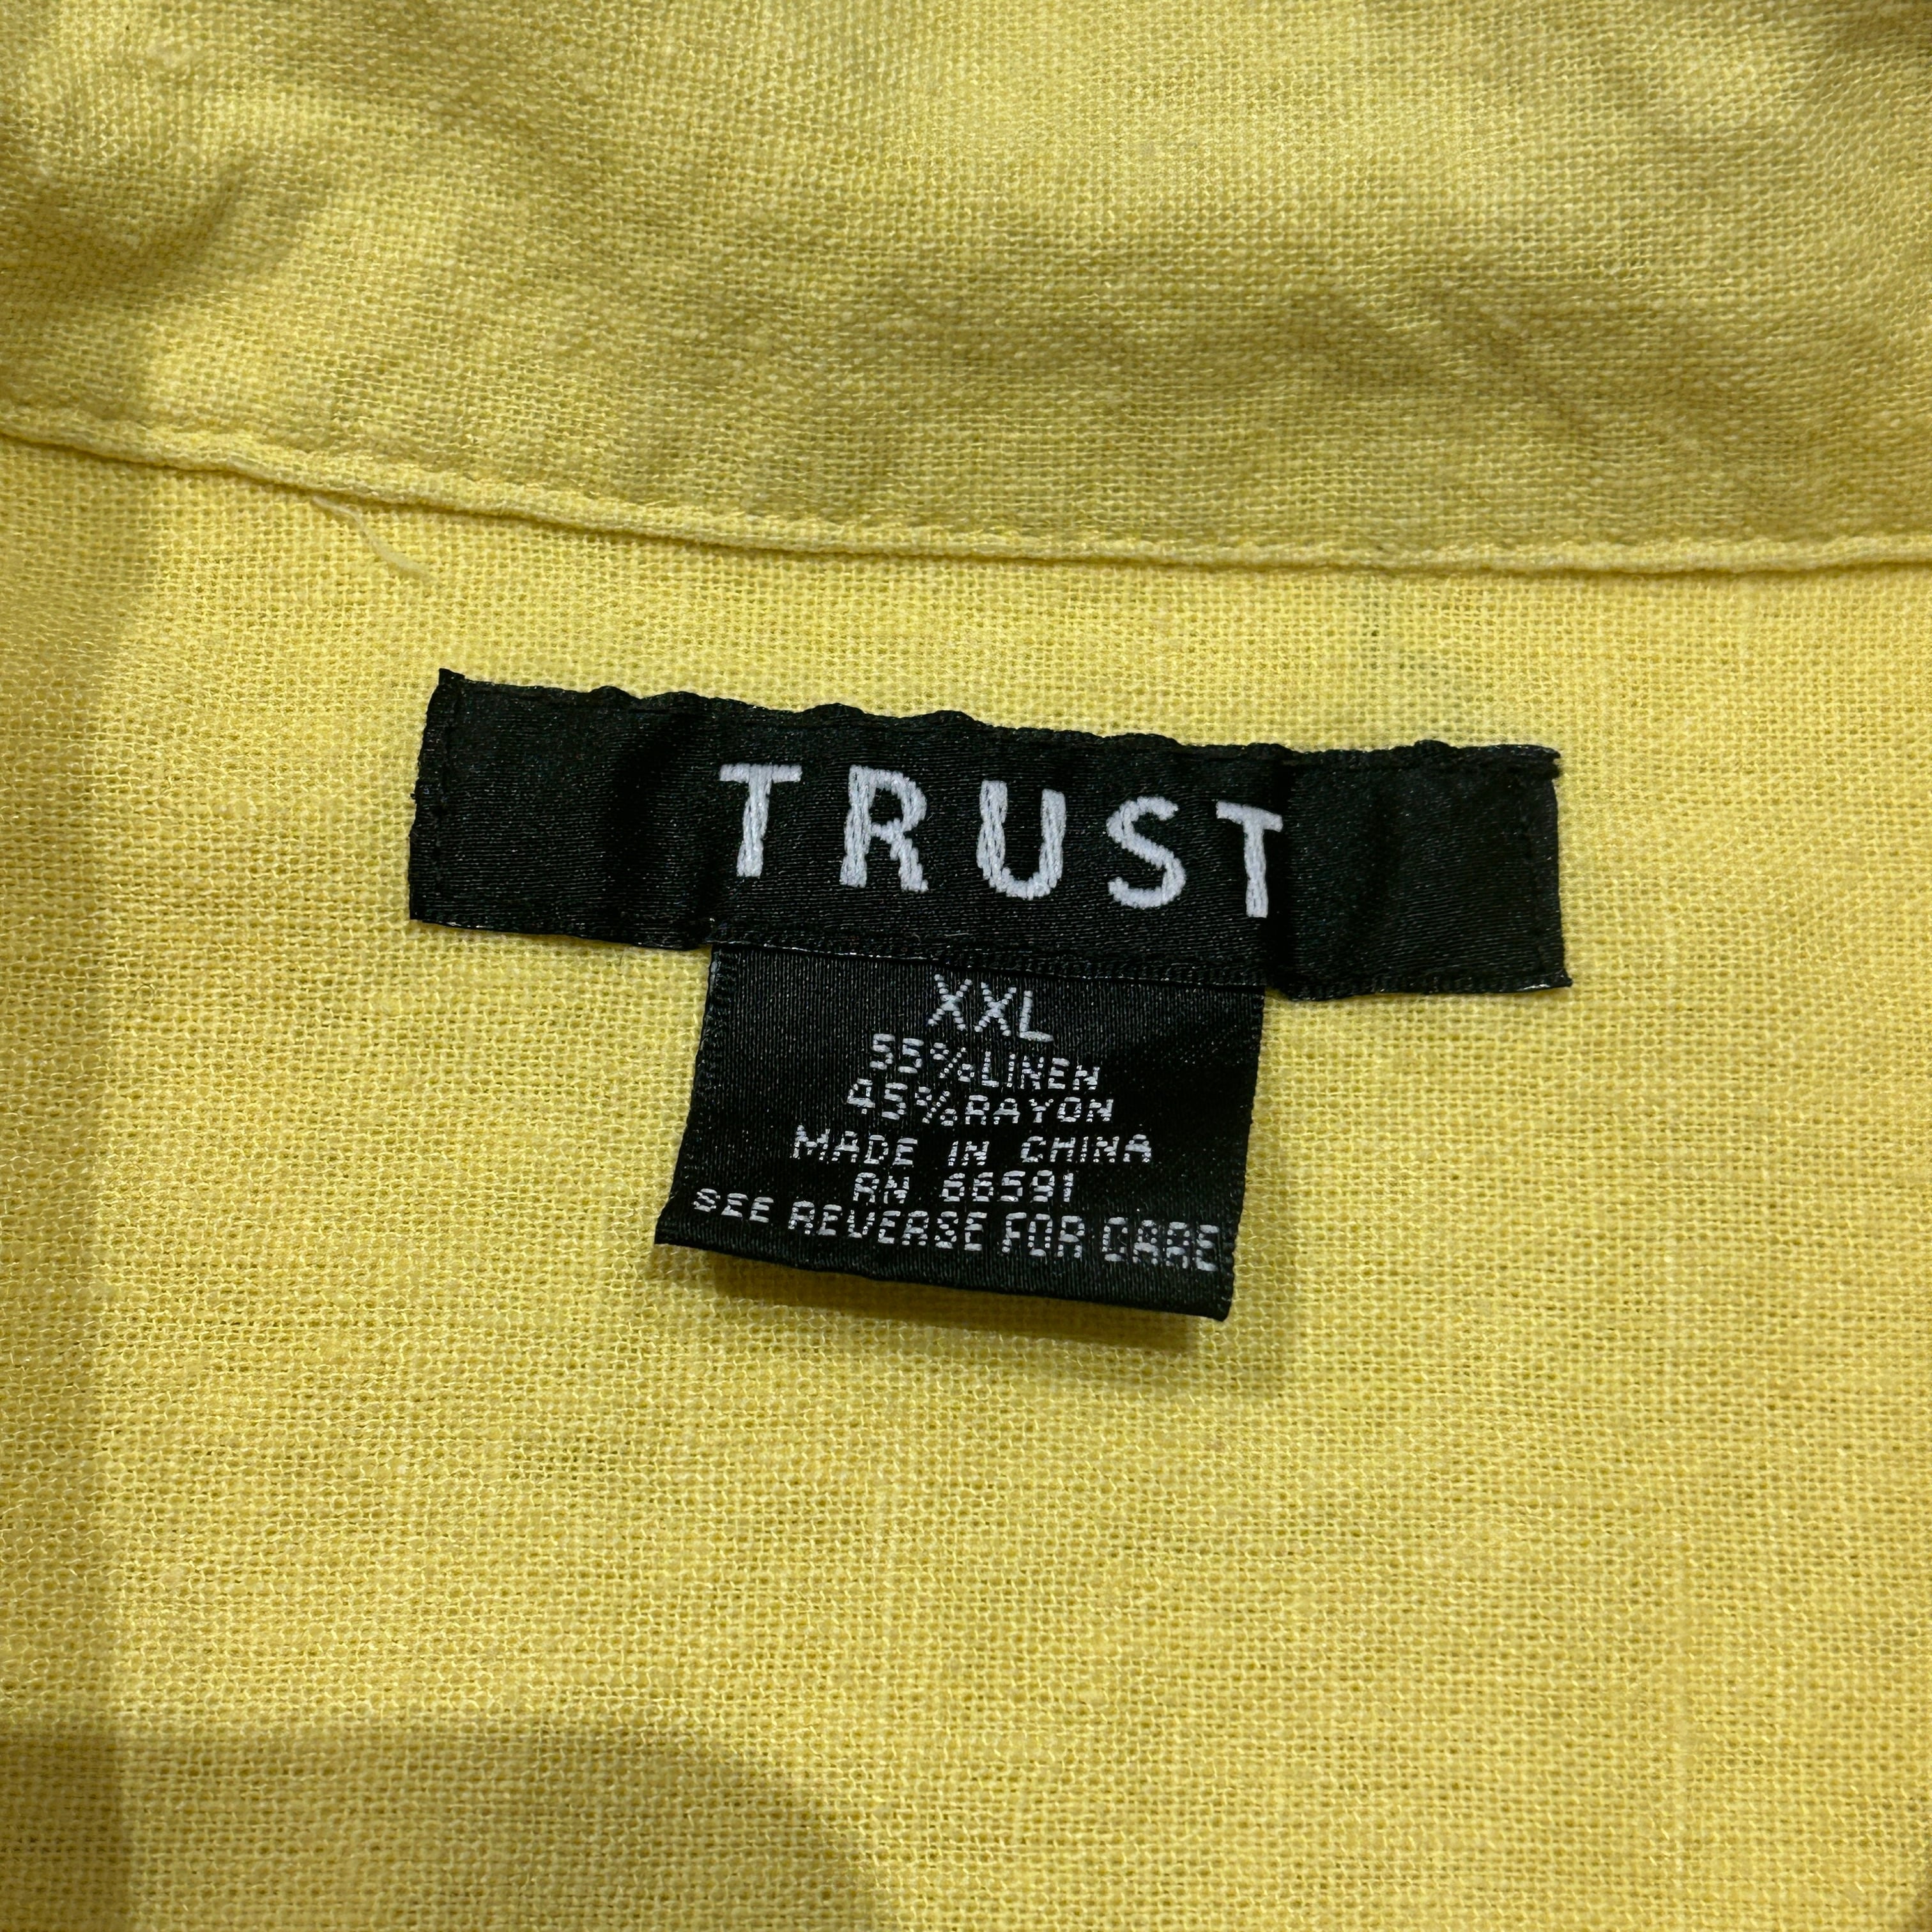 TRUST
XXL
55%LINEN
45%RAYON
MADE IN CHINA
RN 66591
SEE REVERSE FOR CARE